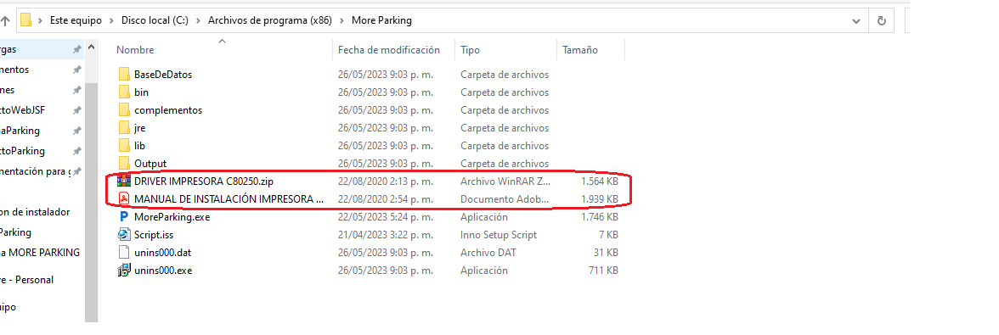 Este equipo > Disco local (C:) > Archivos de programa (x86) > More Parking
Nombre Fecha de modificación Tipo Tamaño
rgas
mentos
nes
ctoWebJSF
aParking
ctoParking
mentación para g
on de instalador
Parking
a MORE PARKING
ve - Personal
uipo
BaseDeDatos 26/05/2023 9:03 p. m. Carpeta de archivos
bin 26/05/2023 9:03 p. m. Carpeta de archivos
complementos 26/05/2023 9:03 p. m. Carpeta de archivos
jre 26/05/2023 9:03 p. m. Carpeta de archivos
lib 26/05/2023 9:03 p. m. Carpeta de archivos
Output 26/05/2023 9:03 p. m. Carpeta de archivos
DRIVER IMPRESORA C80250.zip 22/08/2020 2:13 p. m. Archivo WinRAR Z... 1.564 KB
MANUAL DE INSTALACIÓN IMPRESORA ... 22/08/2020 2:54 p. m. Documento Adob... 1.939 KB
MoreParking.exe 22/05/2023 5:24 p. m. Aplicación 1.746 KB
Script.iss 21/04/2023 3:22 p. m. Inno Setup Script 7 KB
unins000.dat 26/05/2023 9:03 p. m. Archivo DAT 31 KB
unins000.exe 26/05/2023 9:03 p. m. Aplicación 711 KB